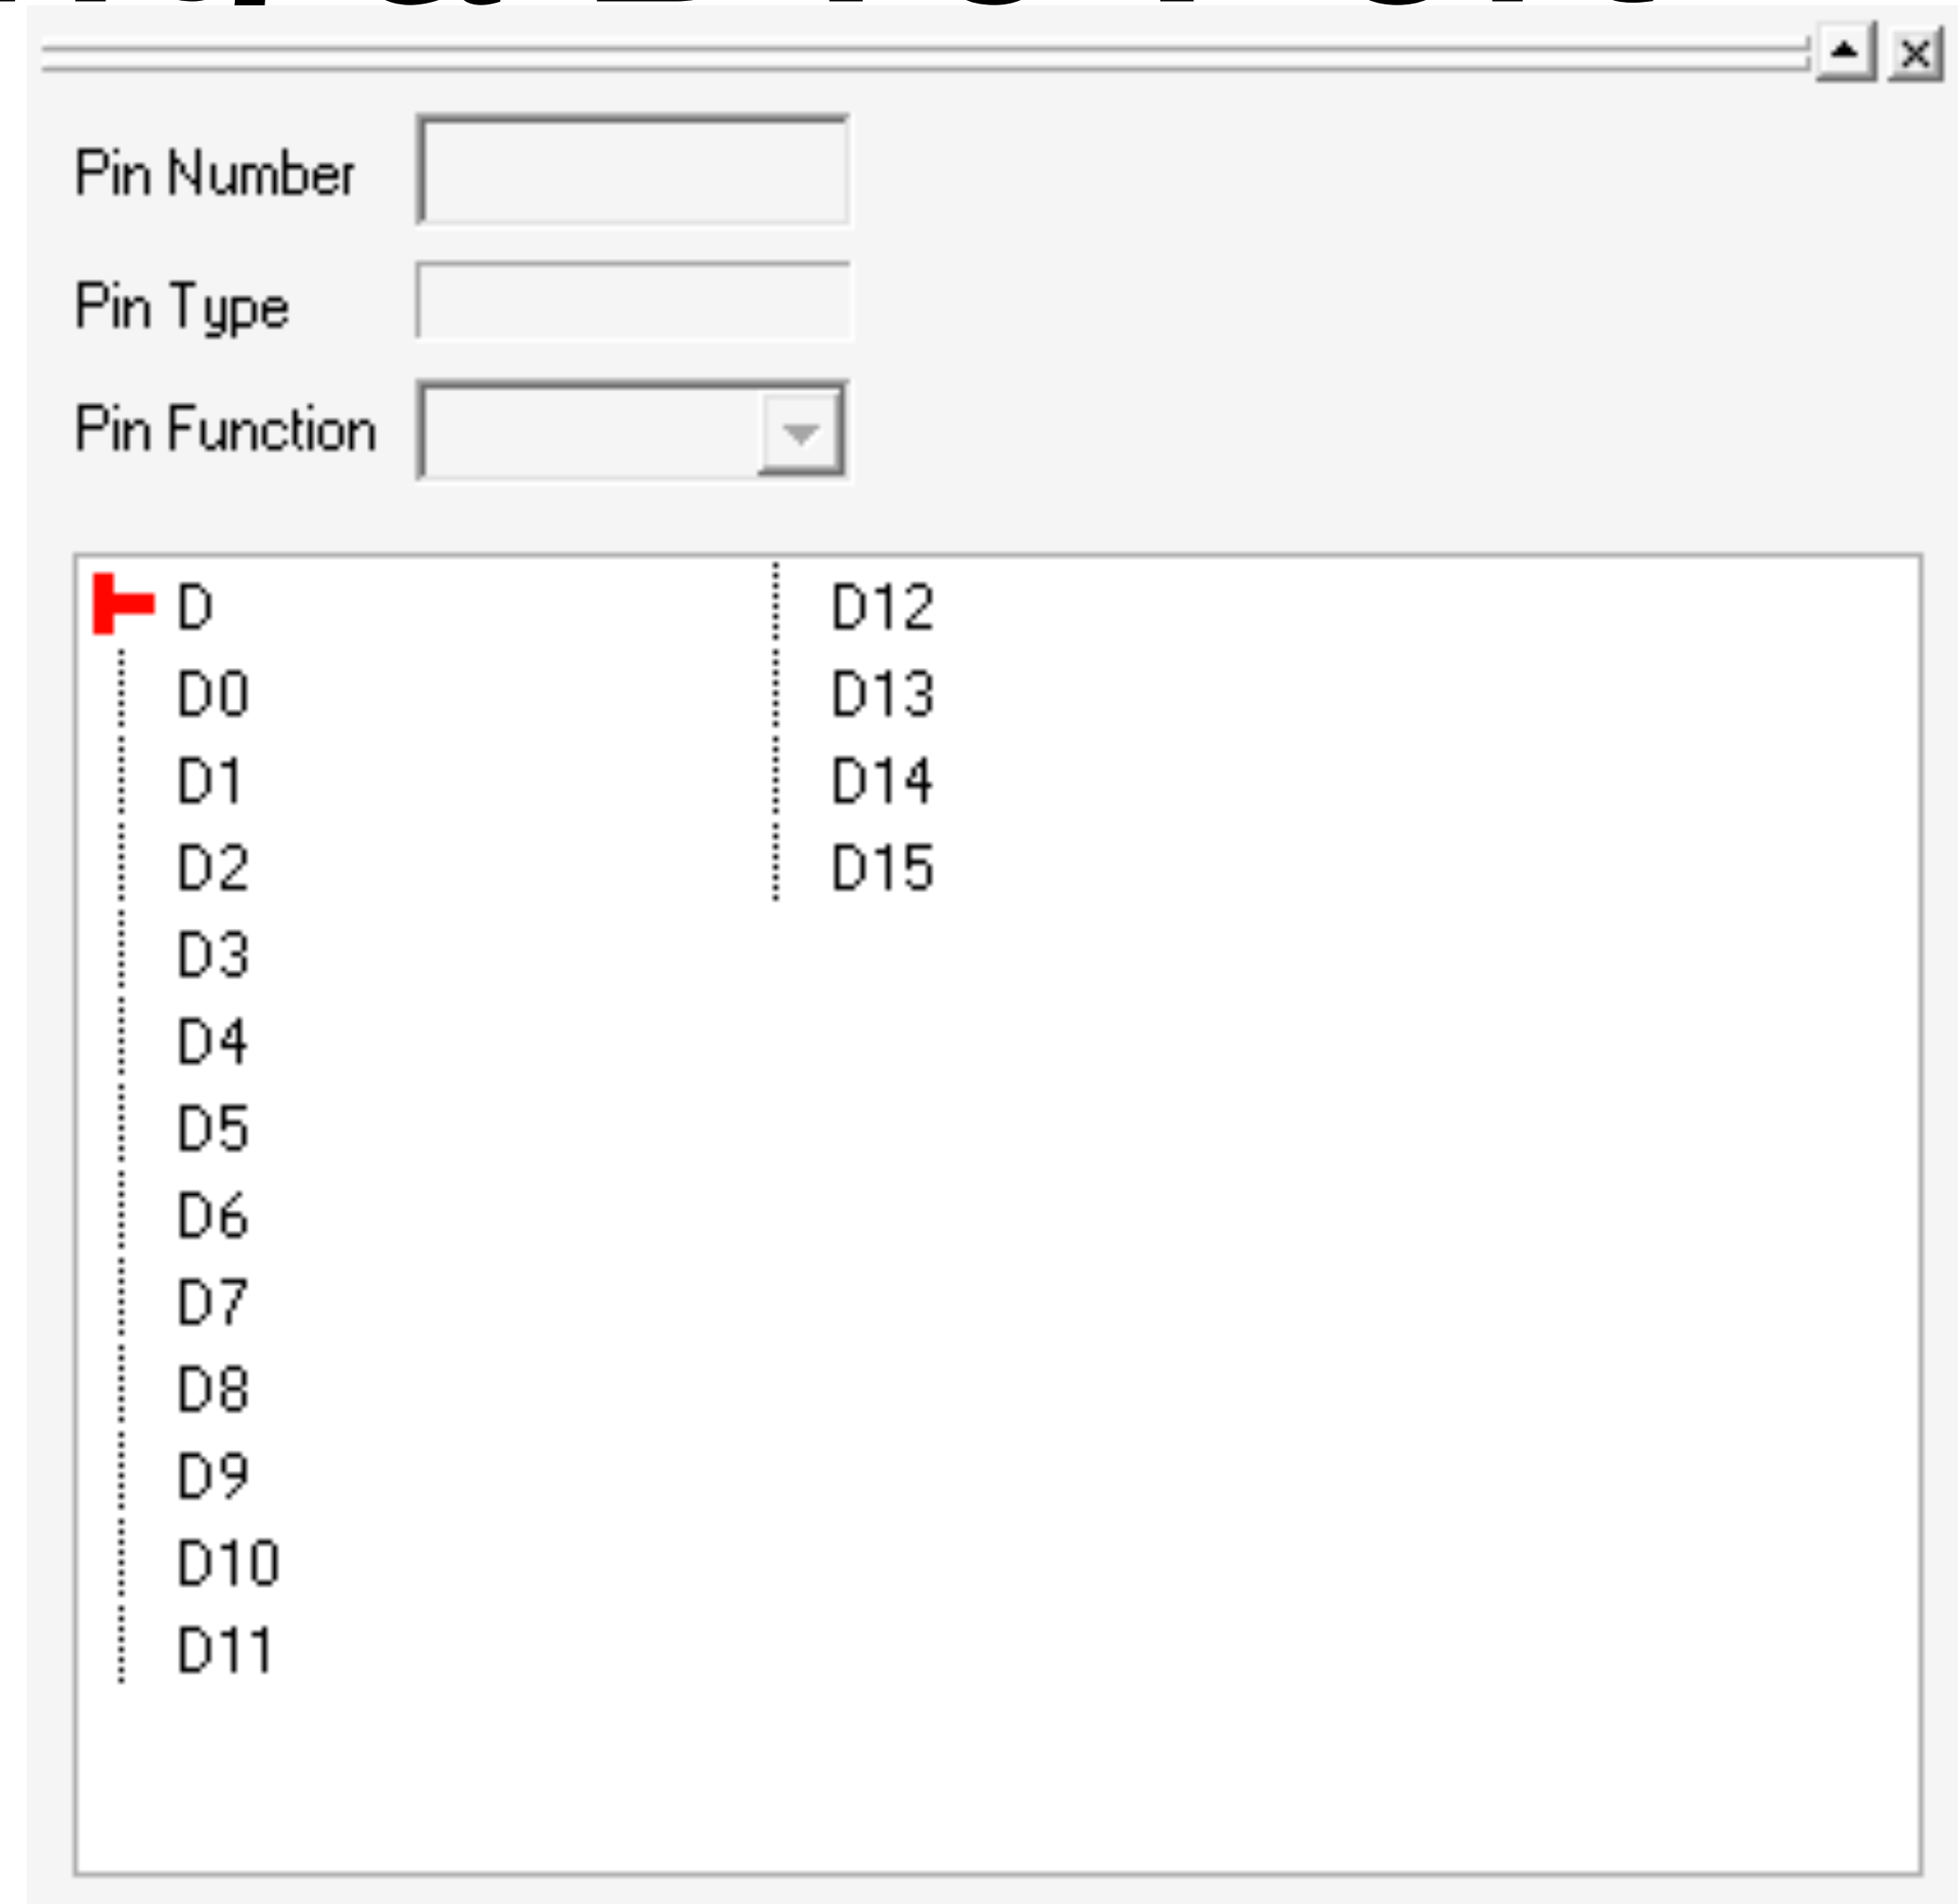 Pin Number
Pin Type
Pin Function
D
D0
D1
D2
D3
D4
D5
D6
D7
D8
D9
D10
D11
D12
D13
D14
D15